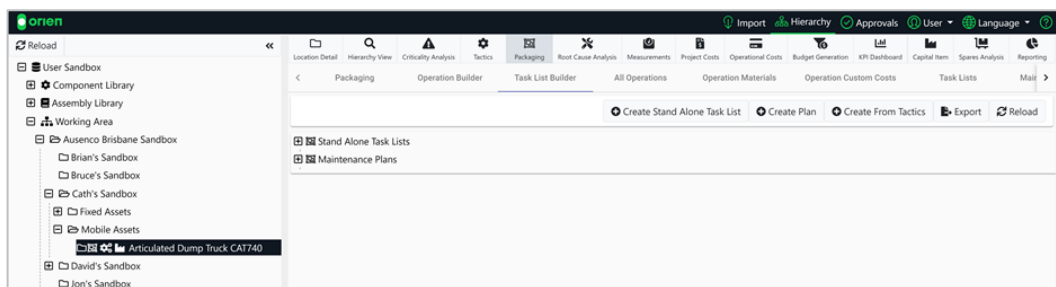 orien
Import Hierarchy Approvals User Language
Reload
Location Detail Hierarchy View Criticality Analysis Tactics Packaging Root Cause Analysis Measurements Project Costs Operational Costs Budget Generation KPI Dashboard Capital Item Spares Analysis Reporting
Packaging Operation Builder Task List Builder All Operations Operation Materials Operation Custom Costs Task Lists
Create Stand Alone Task List Create Plan Create From Tactics Export Reload
Stand Alone Task Lists
Maintenance Plans
User Sandbox
Component Library
Assembly Library
Working Area
Ausenco Brisbane Sandbox
Brian's Sandbox
Bruce's Sandbox
Cath's Sandbox
Fixed Assets
Mobile Assets
Articulated Dump Truck CAT740
David's Sandbox
Jon's Sandbox